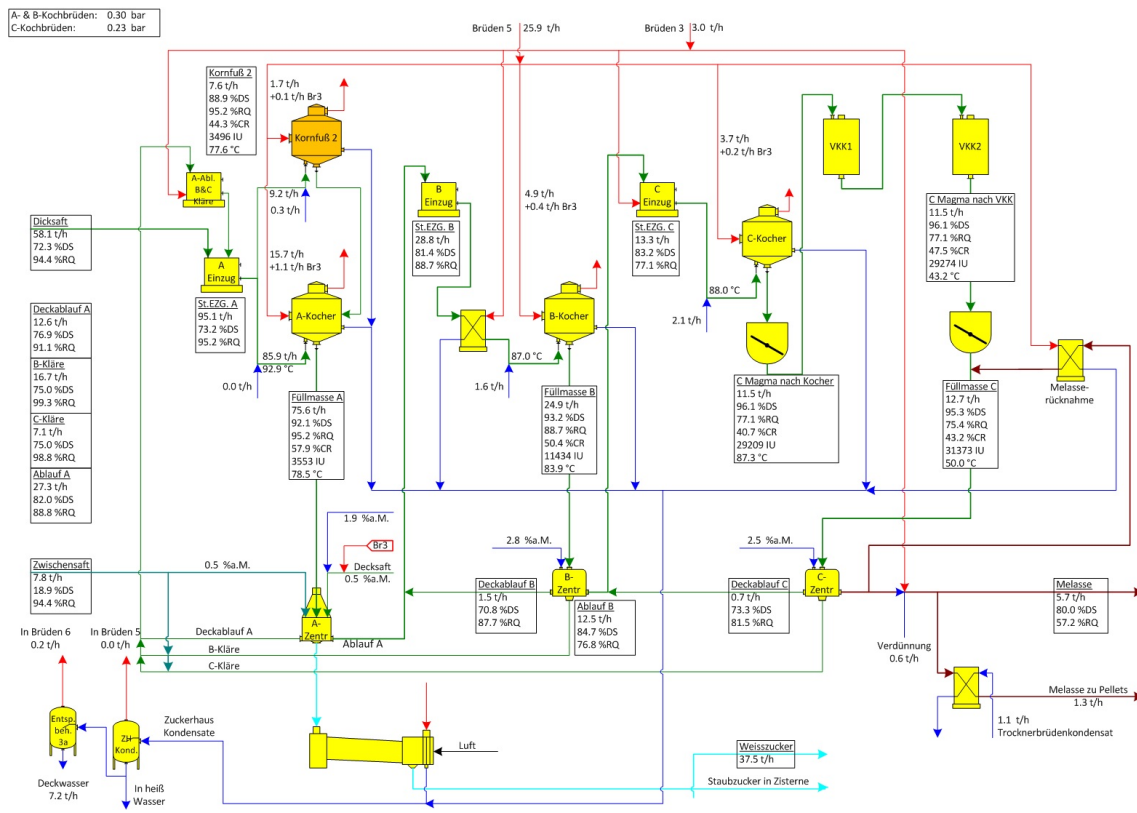 A- & B-Kochbrüden: 0.30 bar
C-Kochbrüden: 0.23 bar
Brüden 5 25.9 t/h
Brüden 3 3.0 t/h
Kornfuß 2
7.6 t/h
88.9 %DS
95.2 %RQ
44.3 %CR
3496 IU
77.6 °C
1.7 t/h
+0.1 t/h Br3
Kornfuß 2
9.2 t/h
0.3 t/h
A-Abl.
B&C
Kläre
Dicksaft
58.1 t/h
72.3 %DS
94.4 %RQ
A
Einzug
St.EZG. A
95.1 t/h
73.2 %DS
95.2 %RQ
15.7 t/h
+1.1 t/h Br3
A-Kocher
85.9 t/h
92.9 °C
0.0 t/h
B
Einzug
St.EZG. B
28.8 t/h
81.4 %DS
88.7 %RQ
4.9 t/h
+0.4 t/h Br3
B-Kocher
87.0 °C
1.6 t/h
C
Einzug
St.EZG. C
13.3 t/h
83.2 %DS
77.1 %RQ
3.7 t/h
+0.2 t/h Br3
C-Kocher
88.0 °C
2.1 t/h
VKK1
VKK2
C Magma nach VKK
11.5 t/h
96.1 %DS
77.1 %RQ
47.5 %CR
29274 IU
43.2 °C
Deckablauf A
12.6 t/h
76.9 %DS
91.1 %RQ
B-Kläre
16.7 t/h
75.0 %DS
99.3 %RQ
C-Kläre
7.1 t/h
75.0 %DS
98.8 %RQ
Ablauf A
27.3 t/h
82.0 %DS
88.8 %RQ
Füllmasse A
75.6 t/h
92.1 %DS
95.2 %RQ
57.9 %CR
3553 IU
78.5 °C
Füllmasse B
24.9 t/h
93.2 %DS
88.7 %RQ
50.4 %CR
11434 IU
83.9 °C
C Magma nach Kocher
11.5 t/h
96.1 %DS
77.1 %RQ
40.7 %CR
29209 IU
87.3 °C
Füllmasse C
12.7 t/h
95.3 %DS
75.4 %RQ
43.2 %CR
31373 IU
50.0 °C
Melasse-
rücknahme
1.9 %a.M.
Br3
Decksaft
0.5 %a.M.
2.8 %a.M.
2.5 %a.M.
Zwischensaft
7.8 t/h
18.9 %DS
94.4 %RQ
0.5 %a.M.
A-
Zentr
Ablauf A
Deckablauf B
1.5 t/h
70.8 %DS
87.7 %RQ
B-
Zentr
Ablauf B
12.5 t/h
84.7 %DS
76.8 %RQ
Deckablauf C
0.7 t/h
73.3 %DS
81.5 %RQ
C-
Zentr
Melasse
5.7 t/h
80.0 %DS
57.2 %RQ
Verdünnung
0.6 t/h
In Brüden 6
0.2 t/h
In Brüden 5
0.0 t/h
Deckablauf A
B-Kläre
C-Kläre
Melasse zu Pellets
1.3 t/h
1.1 t/h
Trocknerbrüdenkondensat
Entsp.
beh.
3a
ZH
Kond.
Zuckerhaus
Kondensate
Deckwasser
7.2 t/h
In heiß
Wasser
Luft
Weisszucker
37.5 t/h
Staubzucker in Zisterne